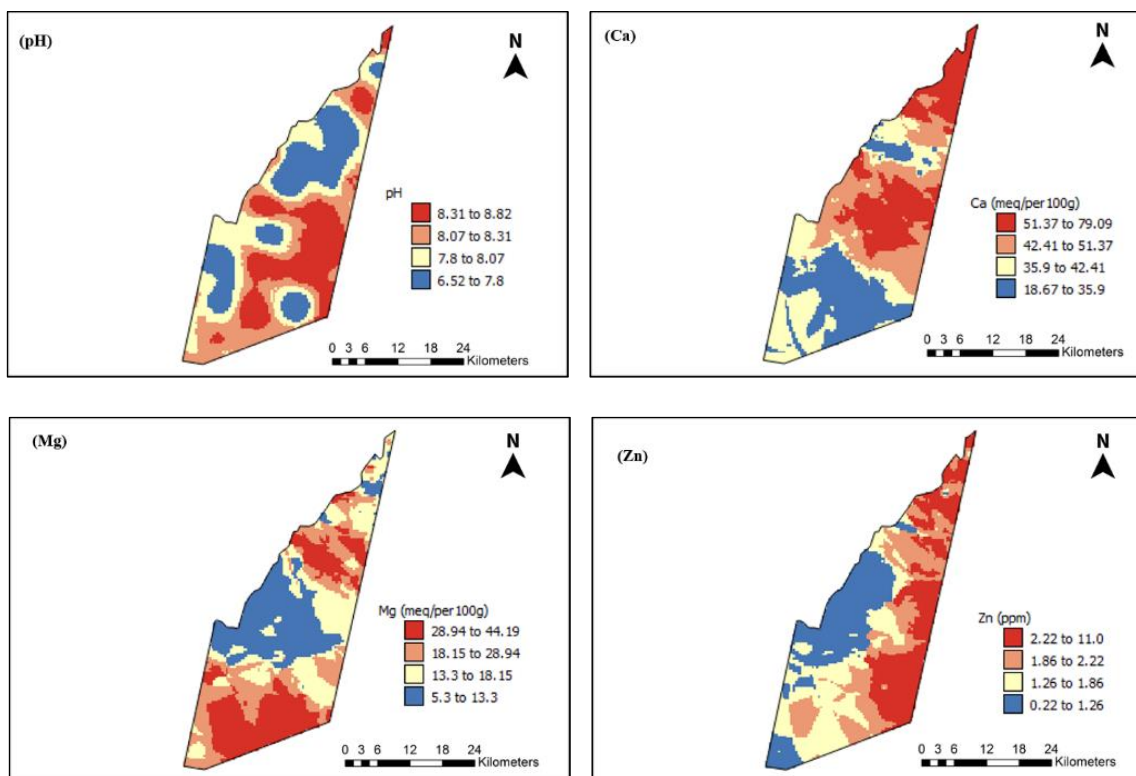 (pH)
N
pH
8.31 to 8.82
8.07 to 8.31
7.8 to 8.07
6.52 to 7.8
0 3 6 12 18 24
Kilometers
(Ca)
N
Ca (meq/per 100g)
51.37 to 79.09
42.41 to 51.37
35.9 to 42.41
18.67 to 35.9
0 3 6 12 18 24
Kilometers
(Mg)
N
Mg (meq/per 100g)
28.94 to 44.19
18.15 to 28.94
13.3 to 18.15
5.3 to 13.3
0 3 6 12 18 24
Kilometers
(Zn)
N
Zn (ppm)
2.22 to 11.0
1.86 to 2.22
1.26 to 1.86
0.22 to 1.26
0 3 6 12 18 24
Kilometers